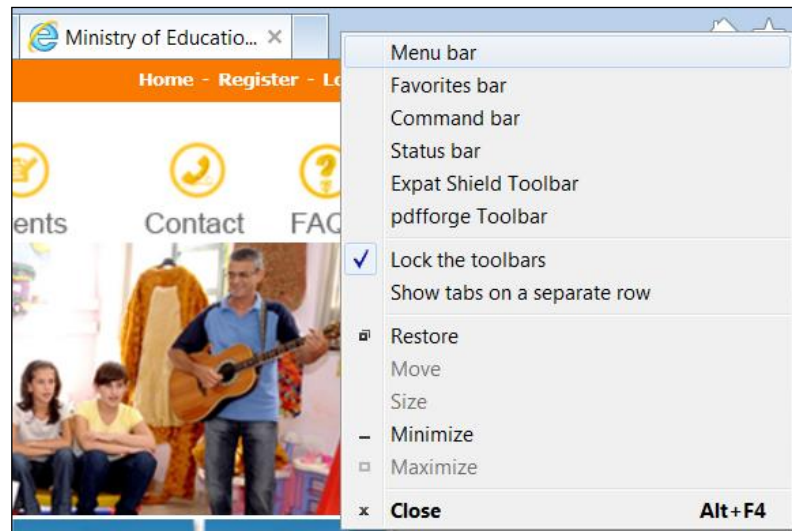 Ministry of Educatio...
Home - Register - L
ents
Contact
FAQ
Menu bar
Favorites bar
Command bar
Status bar
Expat Shield Toolbar
pdfforge Toolbar
Lock the toolbars
Show tabs on a separate row
Restore
Move
Size
Minimize
Maximize
Close Alt+F4